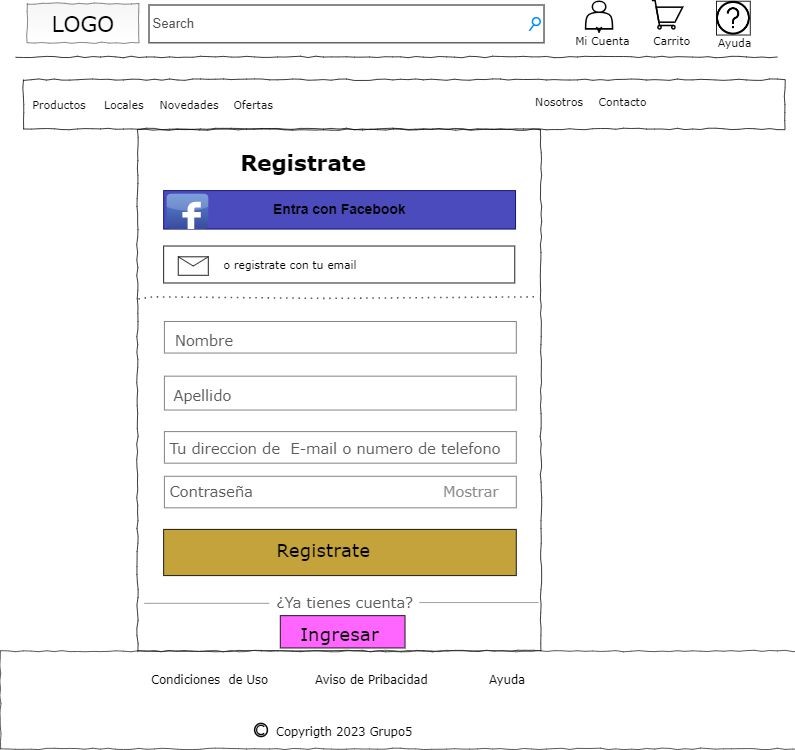 LOGO
Search
Mi Cuenta
Carrito
Ayuda
Productos
Locales
Novedades
Ofertas
Nosotros
Contacto
Registrate
f
Entra con Facebook
o registrate con tu email
Nombre
Apellido
Tu direccion de  E-mail o numero de telefono
Contraseña
Mostrar
Registrate
¿Ya tienes cuenta?
Ingresar
Condiciones  de Uso
Aviso de Pribacidad
Ayuda
© Copyrigth 2023 Grupo5